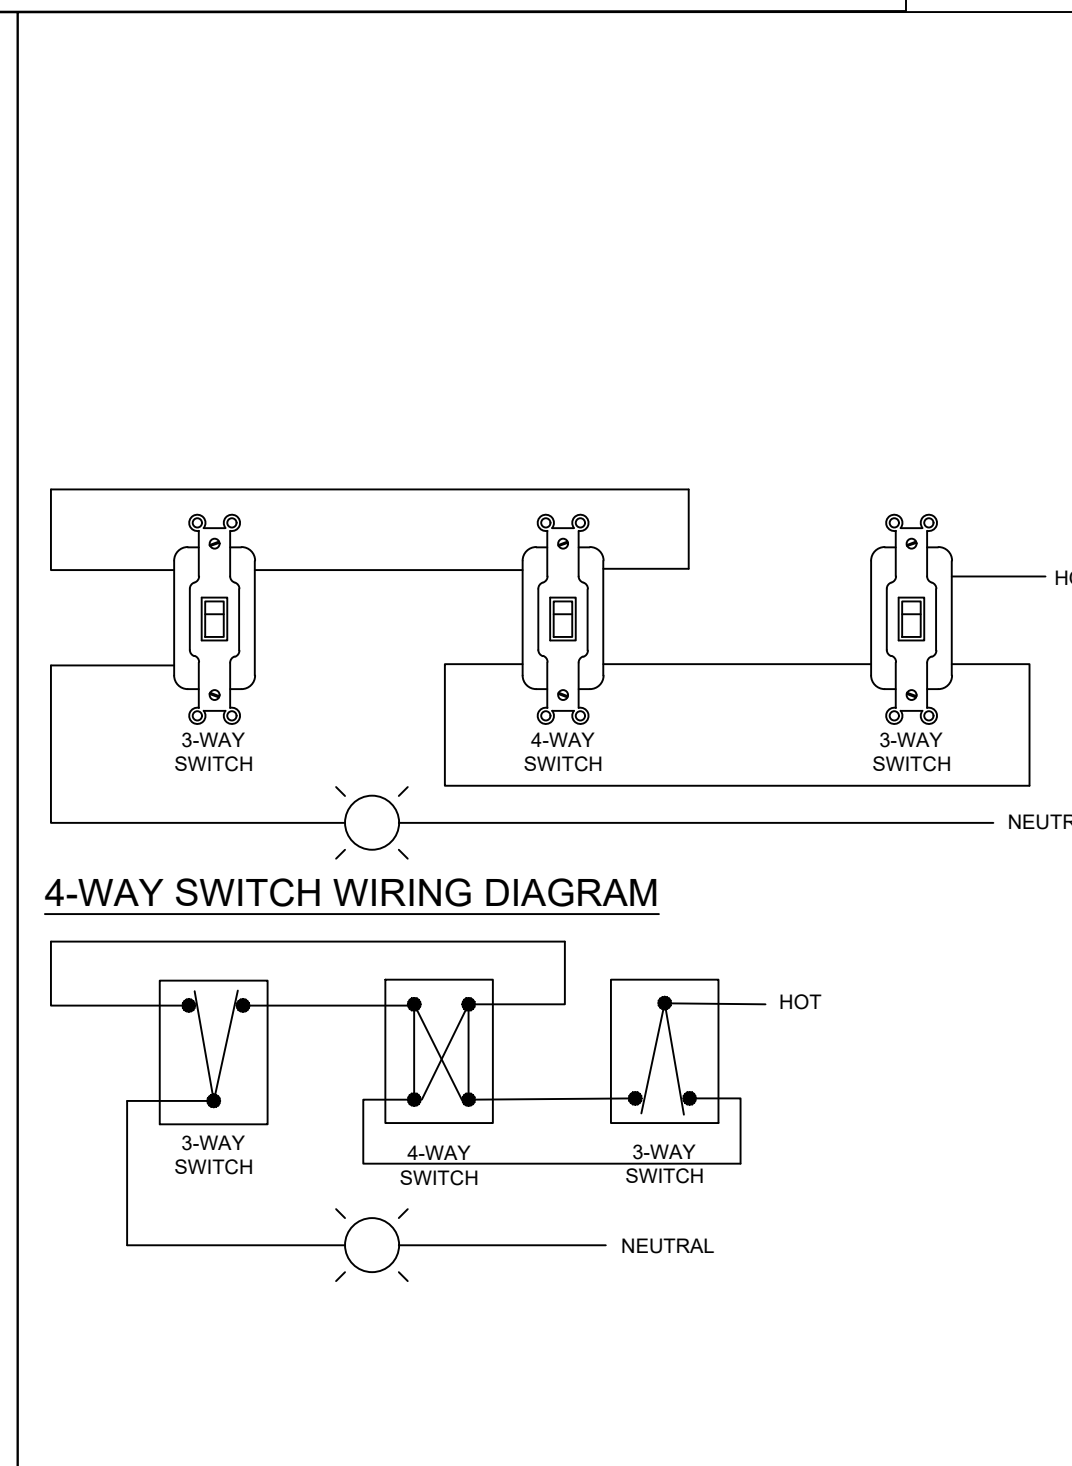 HO
3-WAY
SWITCH
4-WAY
SWITCH
3-WAY
SWITCH
NEUTR
4-WAY SWITCH WIRING DIAGRAM
HOT
3-WAY
SWITCH
4-WAY
SWITCH
3-WAY
SWITCH
NEUTRAL